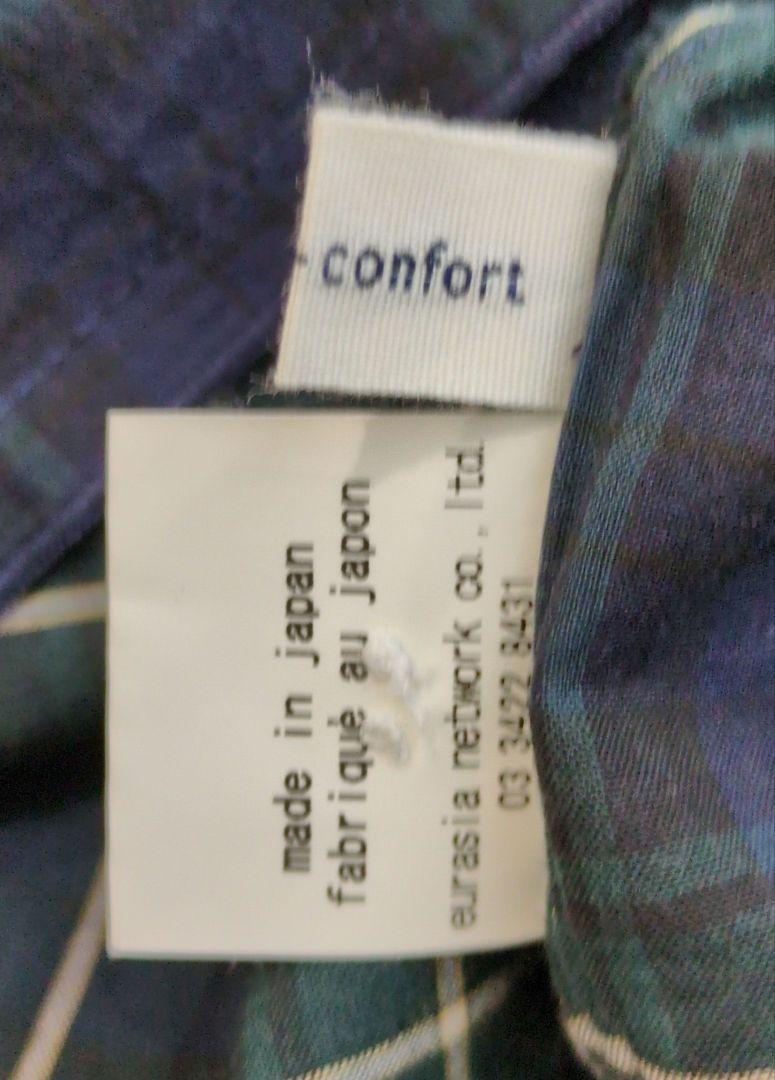 confort
made in japan
fabriqué au japon
eurasia network co., ltd.
03 3422 8431